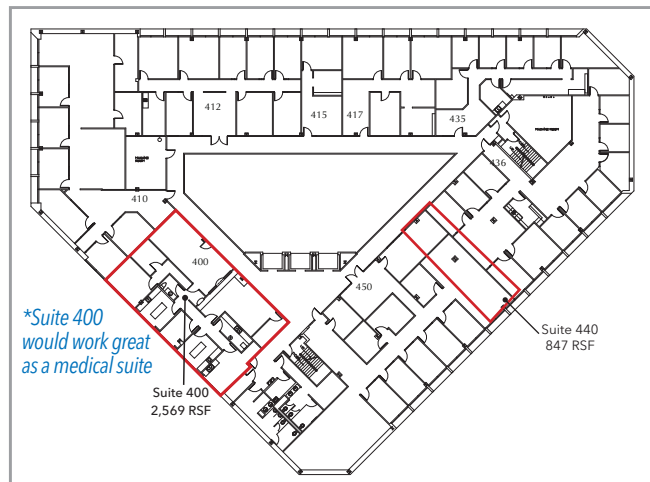 412
415
417
435
436
410
400
450
*Suite 400
would work great
as a medical suite
Suite 400
2,569 RSF
Suite 440
847 RSF